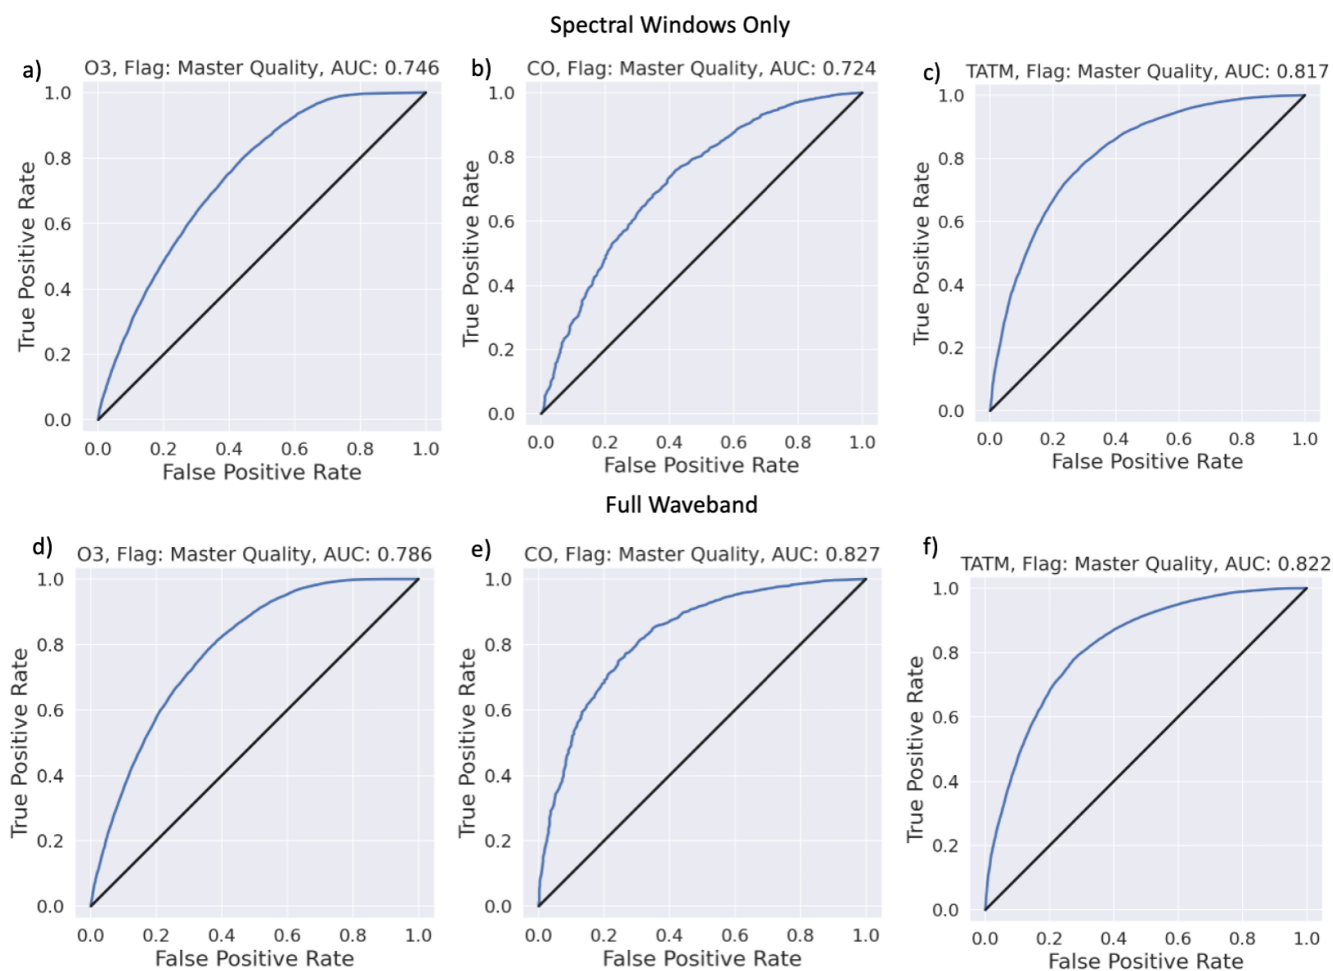 Spectral Windows Only
a)
O3, Flag: Master Quality, AUC: 0.746
True Positive Rate
1.0
0.8
0.6
0.4
0.2
0.0
0.0 0.2 0.4 0.6 0.8 1.0
False Positive Rate
b)
CO, Flag: Master Quality, AUC: 0.724
True Positive Rate
1.0
0.8
0.6
0.4
0.2
0.0
0.0 0.2 0.4 0.6 0.8 1.0
False Positive Rate
c)
TATM, Flag: Master Quality, AUC: 0.817
True Positive Rate
1.0
0.8
0.6
0.4
0.2
0.0
0.0 0.2 0.4 0.6 0.8 1.0
False Positive Rate
Full Waveband
d)
O3, Flag: Master Quality, AUC: 0.786
True Positive Rate
1.0
0.8
0.6
0.4
0.2
0.0
0.0 0.2 0.4 0.6 0.8 1.0
False Positive Rate
e)
CO, Flag: Master Quality, AUC: 0.827
True Positive Rate
1.0
0.8
0.6
0.4
0.2
0.0
0.0 0.2 0.4 0.6 0.8 1.0
False Positive Rate
f)
TATM, Flag: Master Quality, AUC: 0.822
True Positive Rate
1.0
0.8
0.6
0.4
0.2
0.0
0.0 0.2 0.4 0.6 0.8 1.0
False Positive Rate